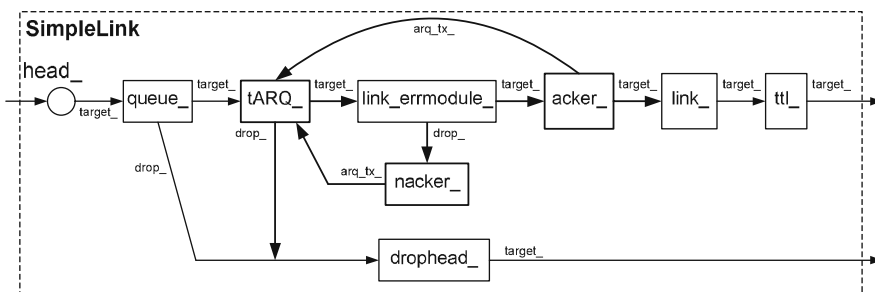 SimpleLink
arq_tx_
head_
target_
queue_
target_
tARQ_
target_
link_errmodule_
target_
acker_
target_
link_
target_
ttl_
target_
drop_
drop_
drop_
arq_tx_
nacker_
drophead_
target_